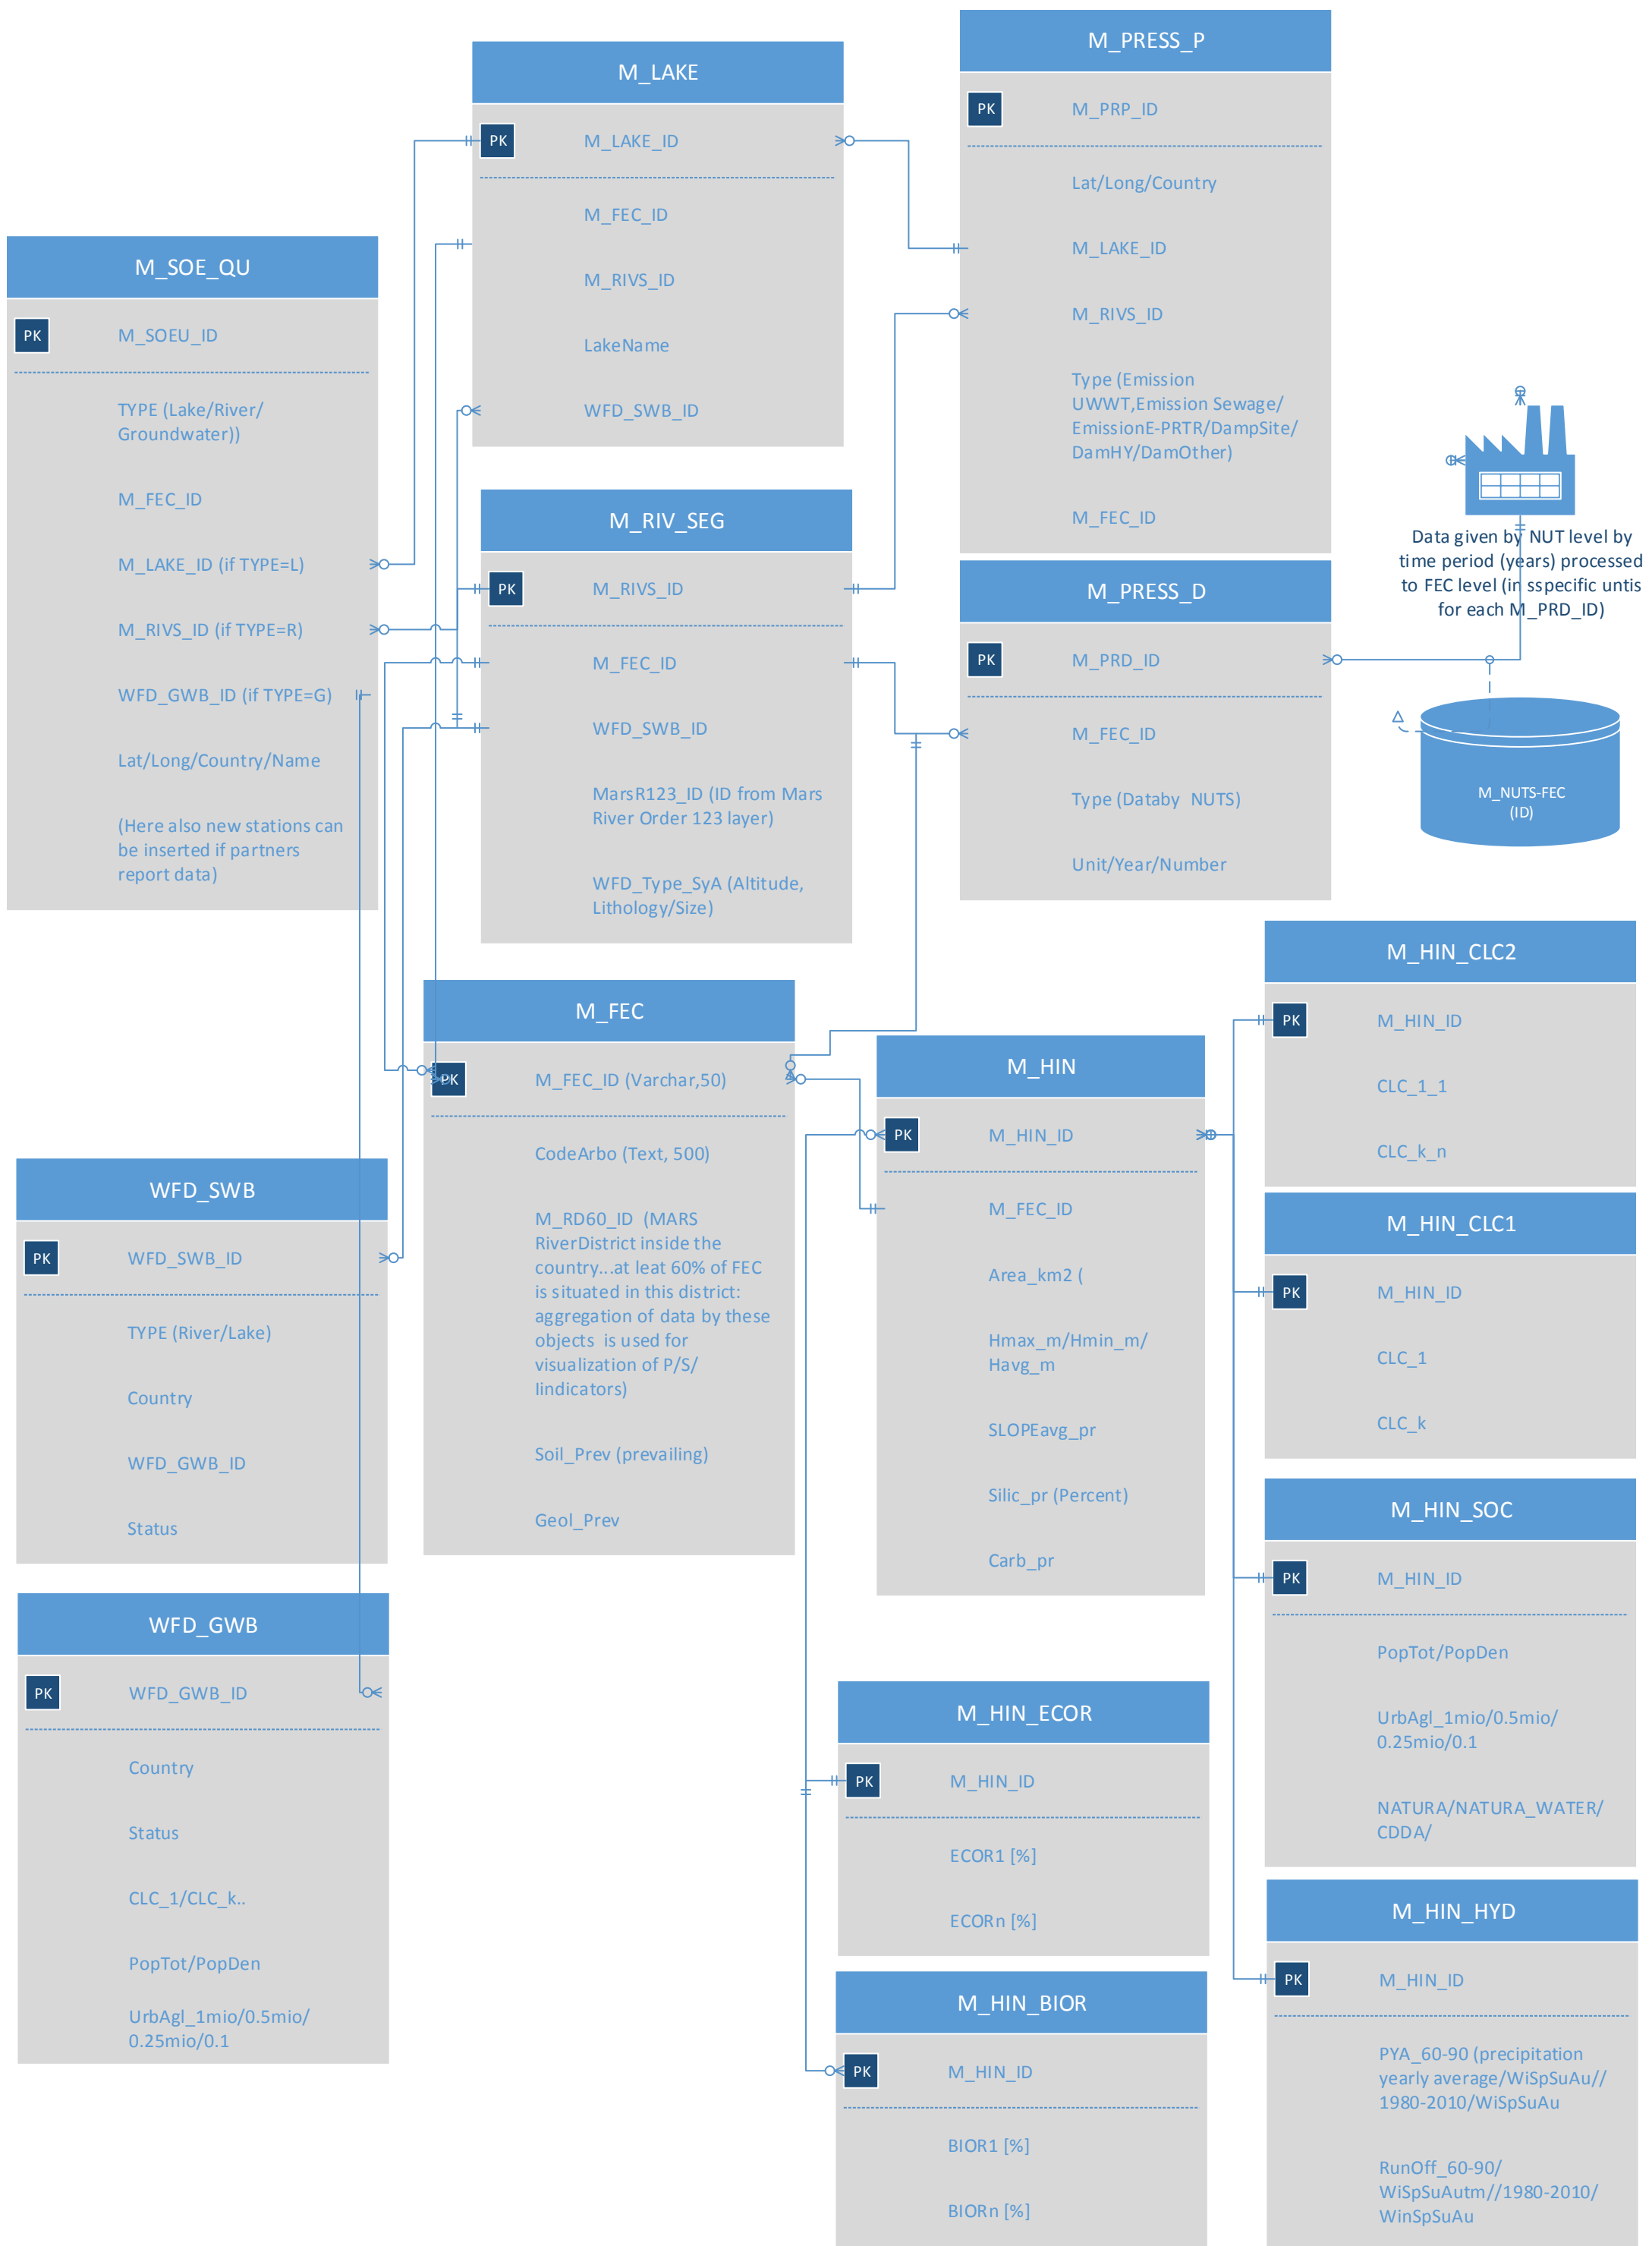 M_LAKE
PK
M_LAKE_ID
M_FEC_ID
M_RIVS_ID
LakeName
WFD_SWB_ID
M_PRESS_P
PK
M_PRP_ID
Lat/Long/Country
M_LAKE_ID
M_RIVS_ID
Type (Emission
UWWT,Emission Sewage/
EmissionE-PRTR/DampSite/
DamHY/DamOther)
M_FEC_ID
M_SOE_QU
PK
M_SOEU_ID
TYPE (Lake/River/
Groundwater))
M_FEC_ID
M_LAKE_ID (if TYPE=L)
M_RIVS_ID (if TYPE=R)
WFD_GWB_ID (if TYPE=G)
Lat/Long/Country/Name
(Here also new stations can
be inserted if partners
report data)
M_RIV_SEG
PK
M_RIVS_ID
M_FEC_ID
WFD_SWB_ID
MarsR123_ID (ID from Mars
River Order 123 layer)
WFD_Type_SyA (Altitude,
Lithology/Size)
M_PRESS_D
PK
M_PRD_ID
M_FEC_ID
Type (Databy  NUTS)
Unit/Year/Number
Data given by NUT level by
time period (years) processed
to FEC level (in sspecific untis
for each M_PRD_ID)
M_NUTS-FEC
(ID)
M_FEC
PK
M_FEC_ID (Varchar,50)
CodeArbo (Text, 500)
M_RD60_ID  (MARS
RiverDistrict inside the
country...at leat 60% of FEC
is situated in this district:
aggregation of data by these
objects  is used for
visualization of P/S/
Iindicators)
Soil_Prev (prevailing)
Geol_Prev
M_HIN
PK
M_HIN_ID
M_FEC_ID
Area_km2 (
Hmax_m/Hmin_m/
Havg_m
SLOPEavg_pr
Silic_pr (Percent)
Carb_pr
M_HIN_CLC2
PK
M_HIN_ID
CLC_1_1
CLC_k_n
M_HIN_CLC1
PK
M_HIN_ID
CLC_1
CLC_k
WFD_SWB
PK
WFD_SWB_ID
TYPE (River/Lake)
Country
WFD_GWB_ID
Status
M_HIN_SOC
PK
M_HIN_ID
PopTot/PopDen
UrbAgl_1mio/0.5mio/
0.25mio/0.1
NATURA/NATURA_WATER/
CDDA/
WFD_GWB
PK
WFD_GWB_ID
Country
Status
CLC_1/CLC_k..
PopTot/PopDen
UrbAgl_1mio/0.5mio/
0.25mio/0.1
M_HIN_ECOR
PK
M_HIN_ID
ECOR1 [%]
ECORn [%]
M_HIN_BIOR
PK
M_HIN_ID
BIOR1 [%]
BIORn [%]
M_HIN_HYD
PK
M_HIN_ID
PYA_60-90 (precipitation
yearly average/WiSpSuAu//
1980-2010/WiSpSuAu
RunOff_60-90/
WiSpSuAutm//1980-2010/
WinSpSuAu